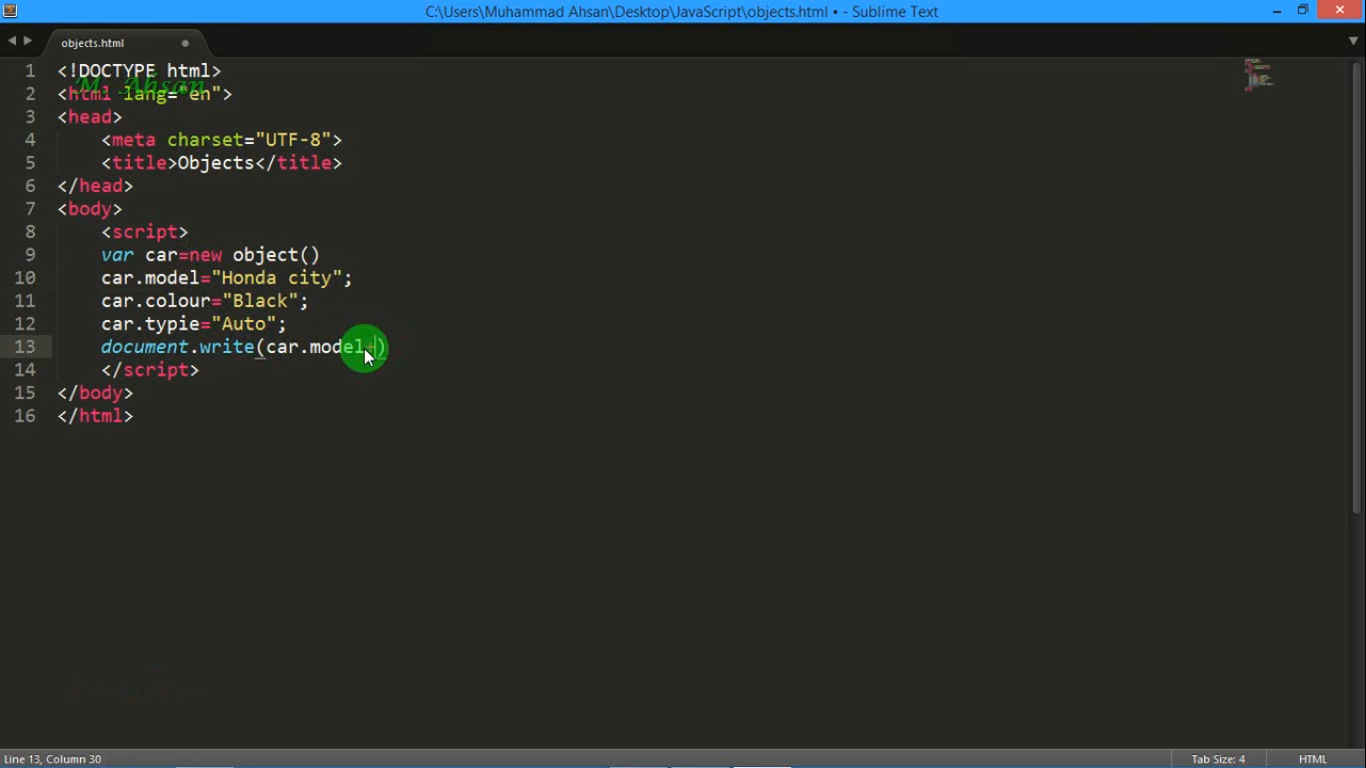 C:\Users\Muhammad Ahsan\Desktop\JavaScript\objects.html • - Sublime Text
objects.html
1 <!DOCTYPE html>
M. Ahsan
2 <html lang="en">
3 <head>
4 <meta charset="UTF-8">
5 <title>Objects</title>
6 </head>
7 <body>
8 <script>
9 var car=new object()
10 car.model="Honda city";
11 car.colour="Black";
12 car.typie="Auto";
13 document.write(car.model+)
14 </script>
15 </body>
16 </html>
Line 13, Column 30 Tab Size: 4 HTML